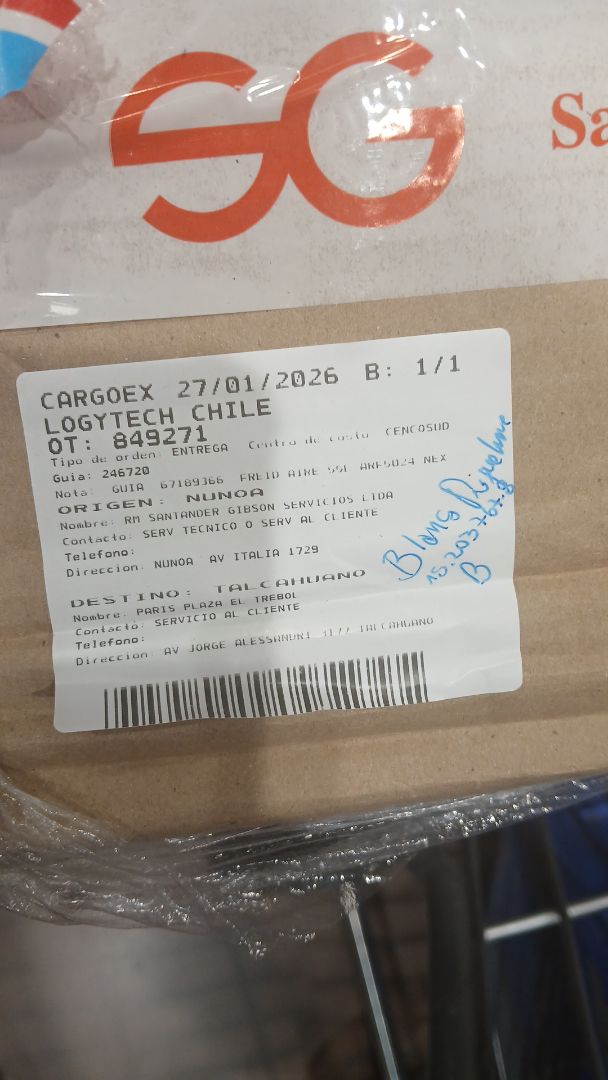 SG
Sa
CARGOEX 27/01/2026 B: 1/1
LOGYTECH CHILE
OT: 849271
Tipo de orden: ENTREGA Centro de costo CENCOSUD
Guia: 246720
Nota: GUIA 67189366 FREID AIRE 55L ARF5024 NEX
ORIGEN: NUNOA
Nombre: RM SANTANDER GIBSON SERVICIOS LTDA
Contacto: SERV TECNICO O SERV AL CLIENTE
Telefono:
Direccion: NUNOA AV ITALIA 1729
DESTINO: TALCAHUANO
Nombre: PARIS PLAZA EL TREBOL
Contacto: SERVICIO AL CLIENTE
Telefono:
Direccion: AV JORGE ALESSANDRI 3177 TALCAHUANO
Riquelme
B